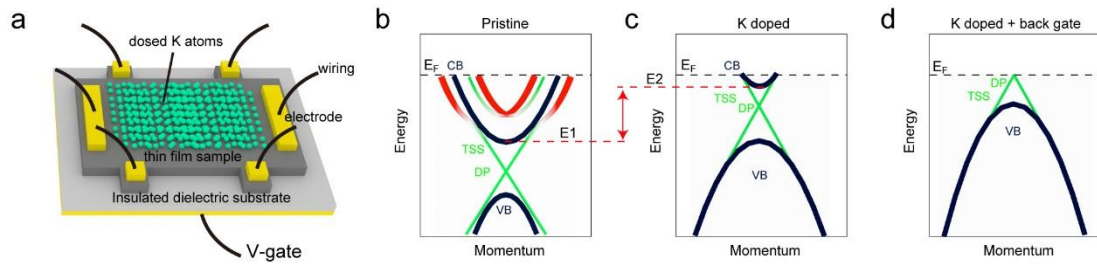 a
dosed K atoms
wiring
electrode
thin film sample
Insulated dielectric substrate
V-gate
b
Pristine
E_F
CB
E1
TSS
DP
VB
Energy
Momentum
c
K doped
E_F
CB
E2
TSS
DP
VB
Energy
Momentum
d
K doped + back gate
E_F
DP
TSS
VB
Energy
Momentum